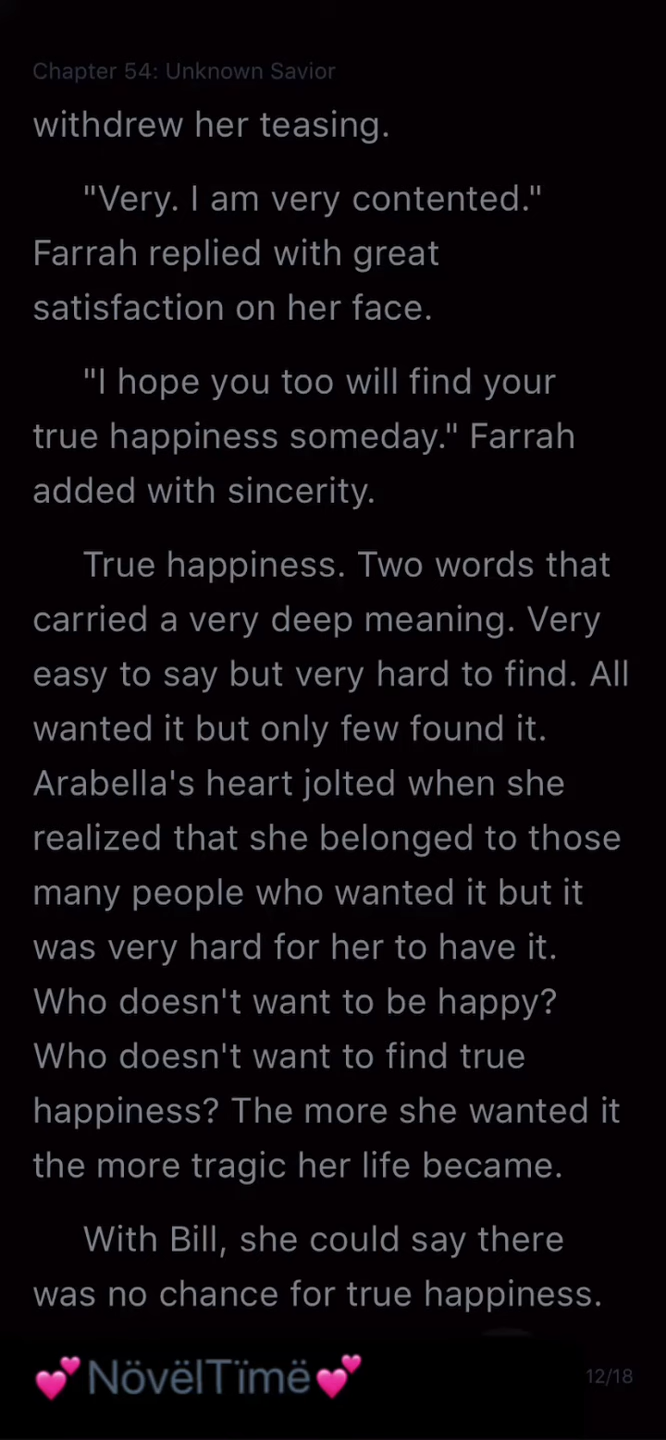 Chapter 54: Unknown Savior
withdrew her teasing.
"Very. I am very contented."
Farrah replied with great
satisfaction on her face.
"I hope you too will find your
true happiness someday." Farrah
added with sincerity.
True happiness. Two words that
carried a very deep meaning. Very
easy to say but very hard to find. All
wanted it but only few found it.
Arabella's heart jolted when she
realized that she belonged to those
many people who wanted it but it
was very hard for her to have it.
Who doesn't want to be happy?
Who doesn't want to find true
happiness? The more she wanted it
the more tragic her life became.
With Bill, she could say there
was no chance for true happiness.
💕NövëlTïmë💕
12/18